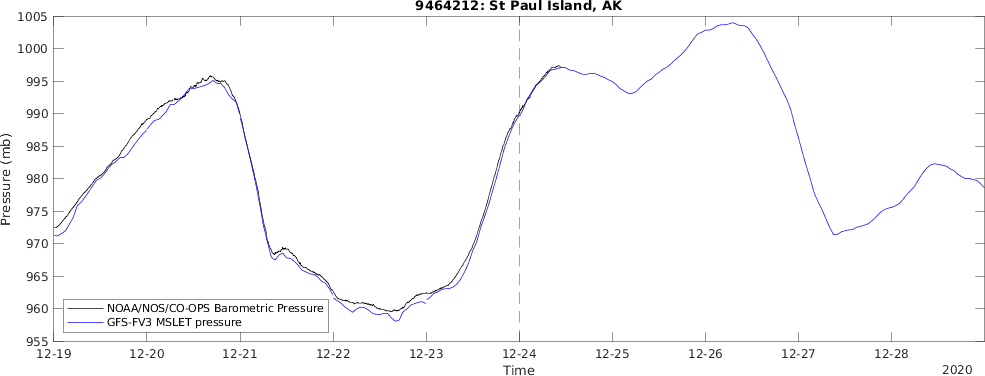 9464212: St Paul Island, AK
Pressure (mb)
1005
1000
995
990
985
980
975
970
965
960
955
NOAA/NOS/CO-OPS Barometric Pressure
GFS-FV3 MSLET pressure
12-19 12-20 12-21 12-22 12-23 12-24 12-25 12-26 12-27 12-28
Time
2020